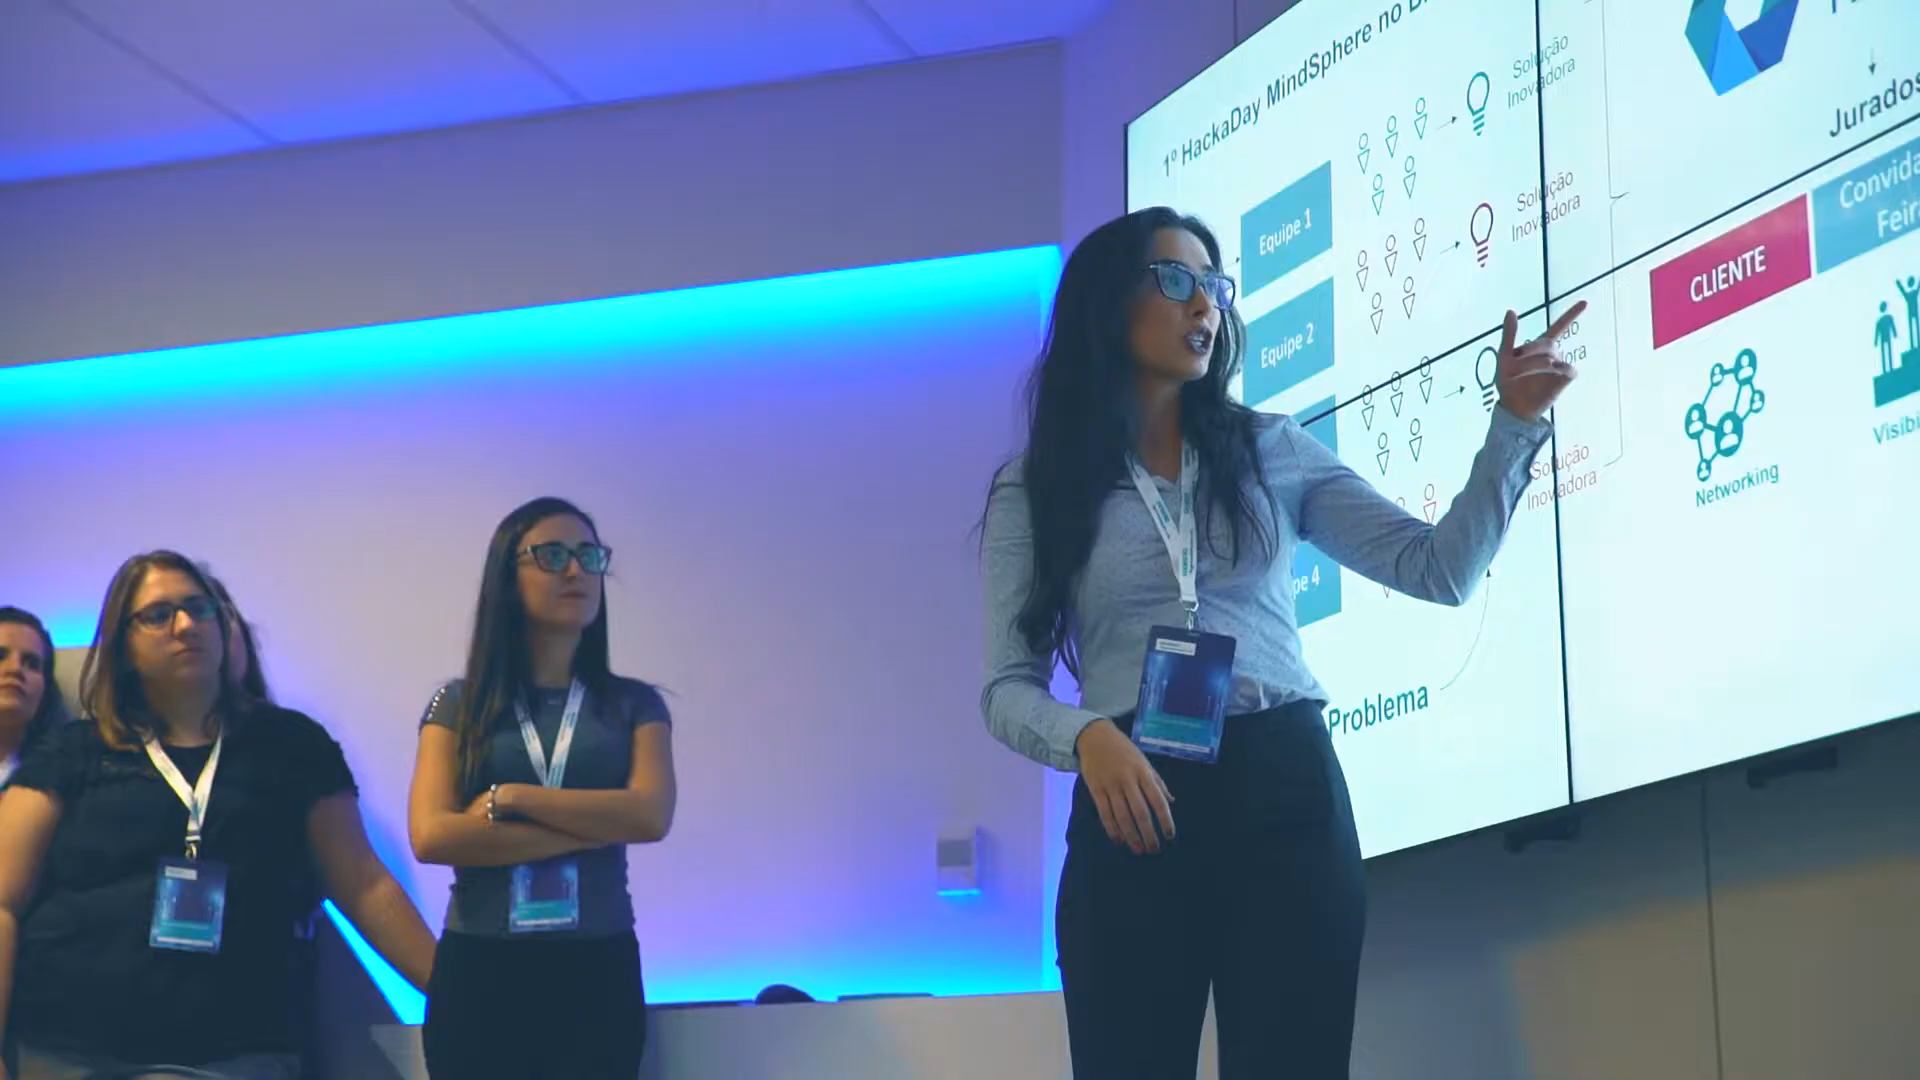 1º HackaDay MindSphere no
Solução
Inovadora
Equipe 1
Solução
Inovadora
Equipe 2
Solução
Inovadora
4
Problema
Jurados
CLIENTE
Convida
Feir
Networking
Visibi